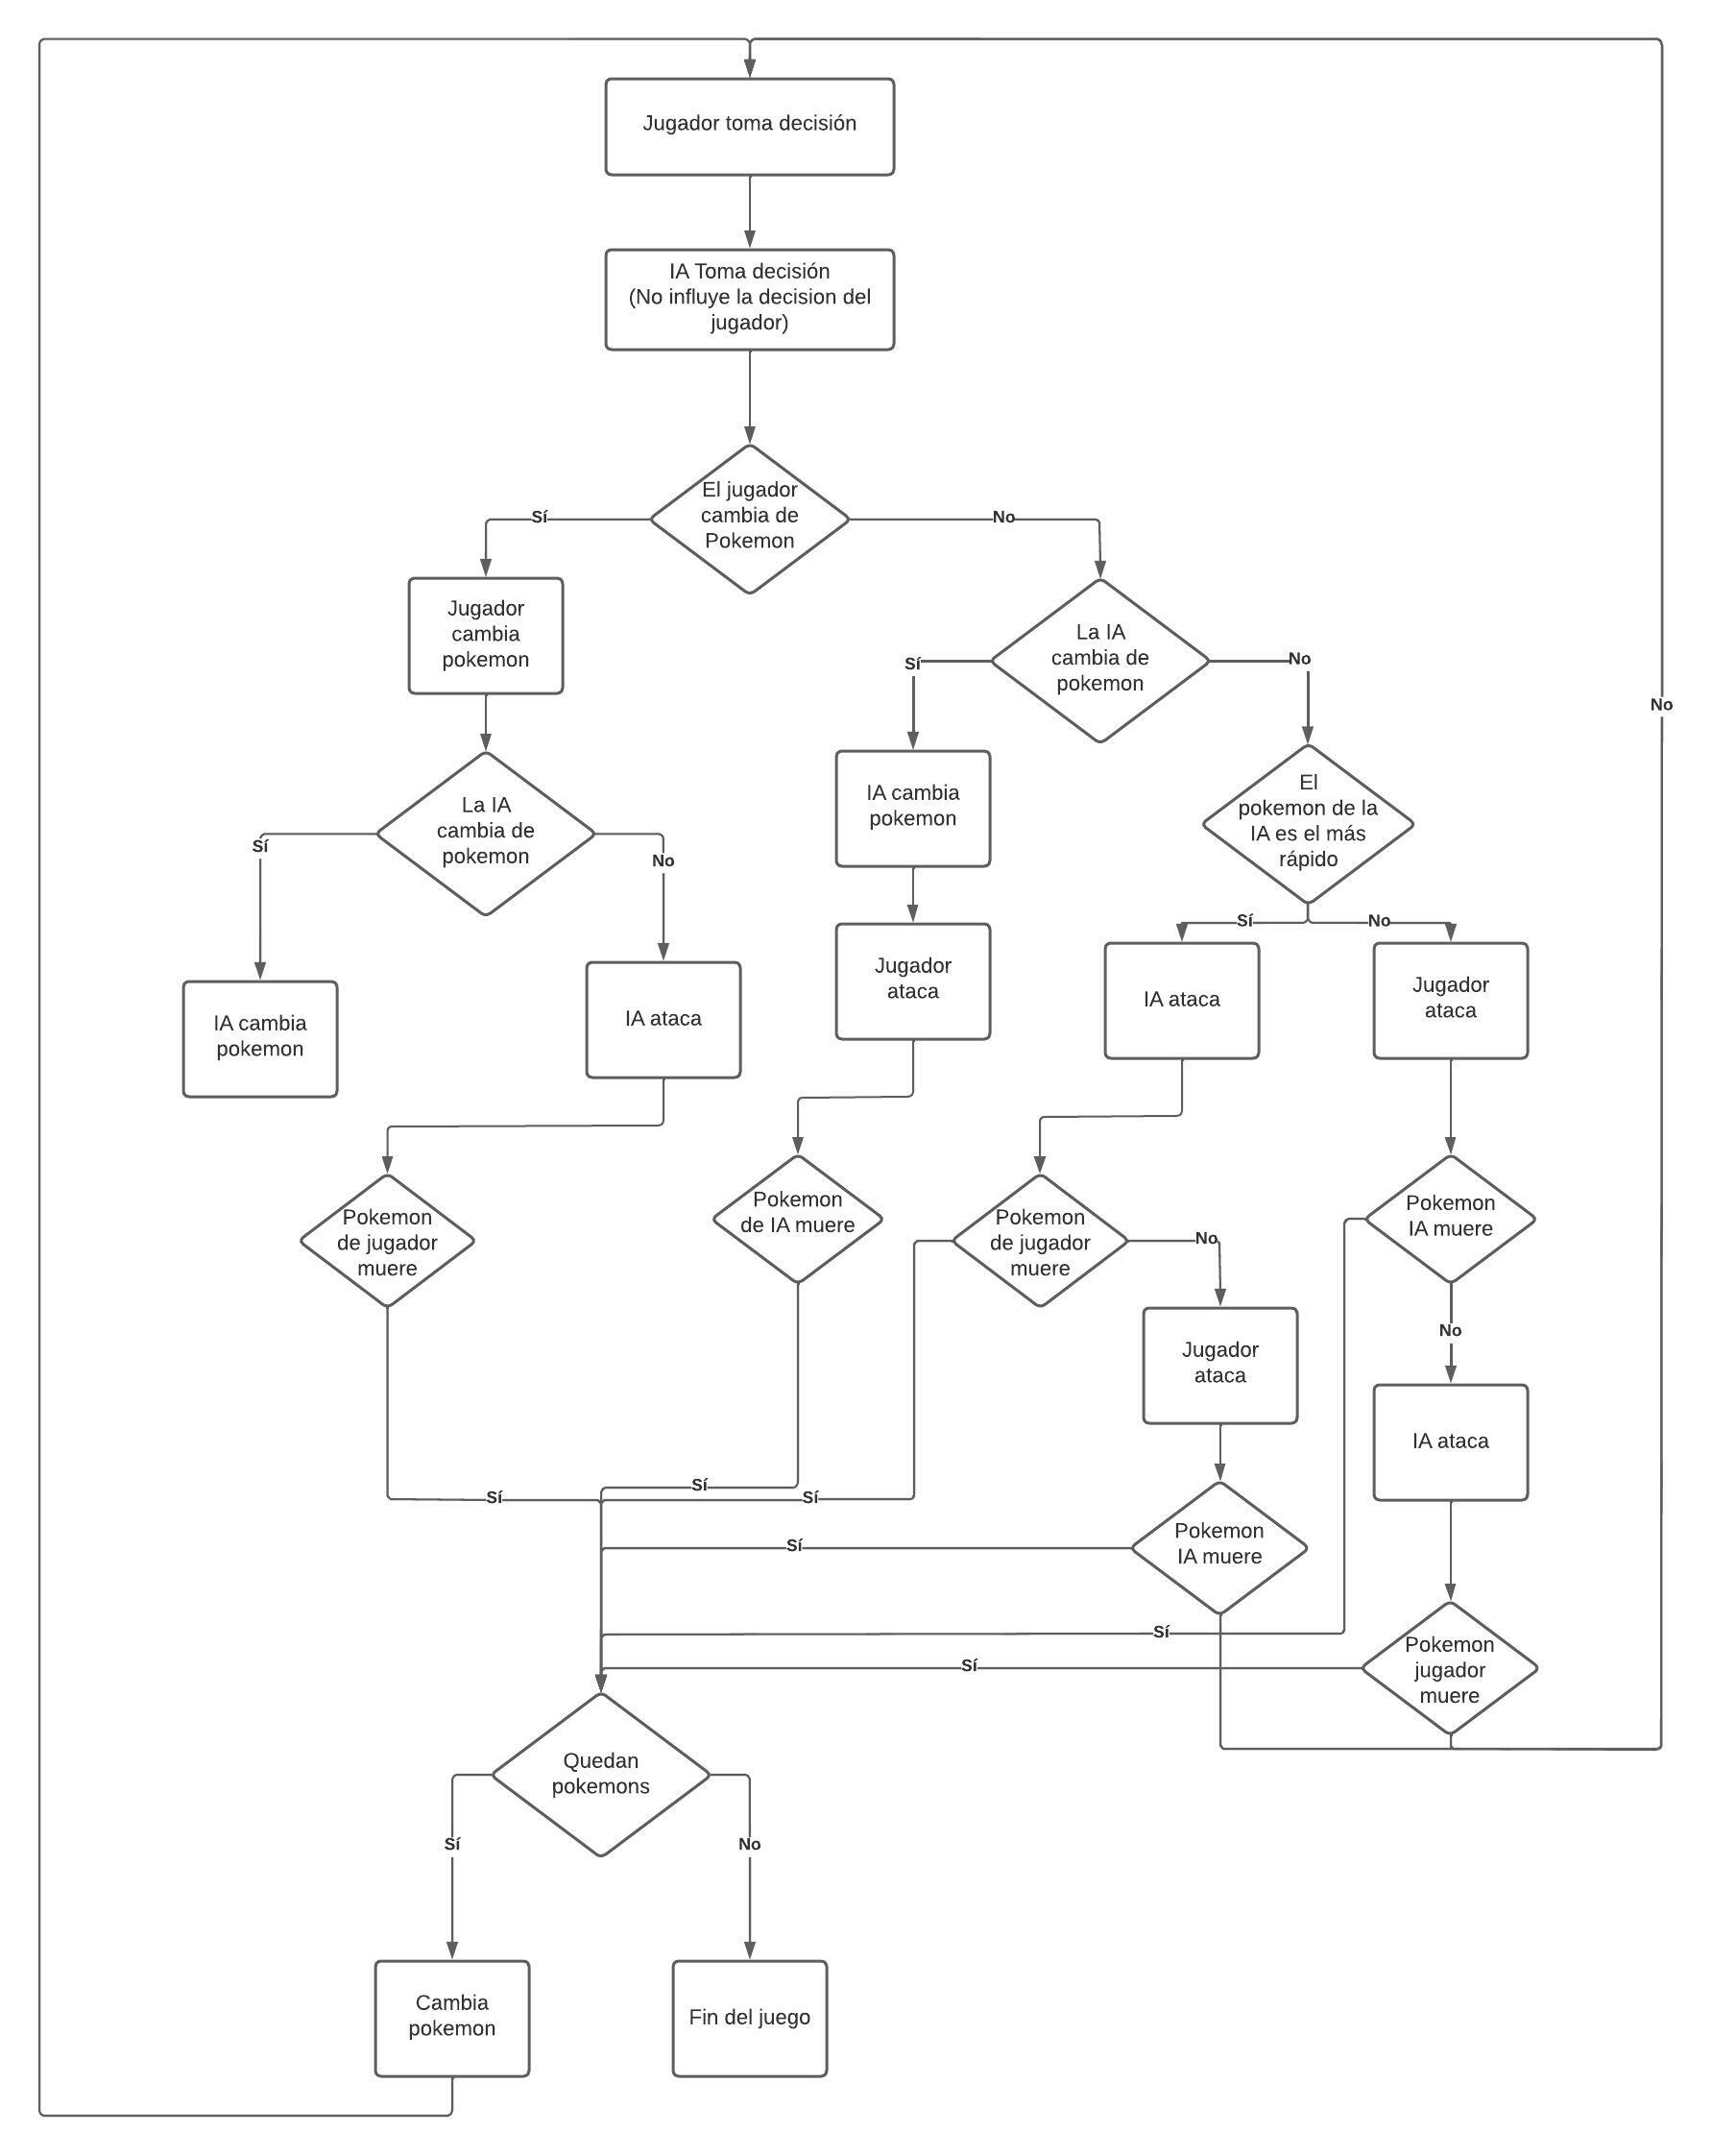 Jugador toma decisión
IA Toma decisión
(No influye la decision del
jugador)
El jugador
cambia de
Pokemon
Sí
No
Jugador
cambia
pokemon
La IA
cambia de
pokemon
Sí
No
No
La IA
cambia de
pokemon
Sí
No
IA cambia
pokemon
El
pokemon de la
IA es el más
rápido
Sí
No
IA cambia
pokemon
IA ataca
Jugador
ataca
IA ataca
Jugador
ataca
Pokemon
de jugador
muere
Pokemon
de IA muere
Pokemon
de jugador
muere
No
Pokemon
IA muere
No
Jugador
ataca
IA ataca
Sí
Sí
Sí
Sí
Pokemon
IA muere
Sí
Sí
Pokemon
jugador
muere
Quedan
pokemons
Sí
No
Cambia
pokemon
Fin del juego